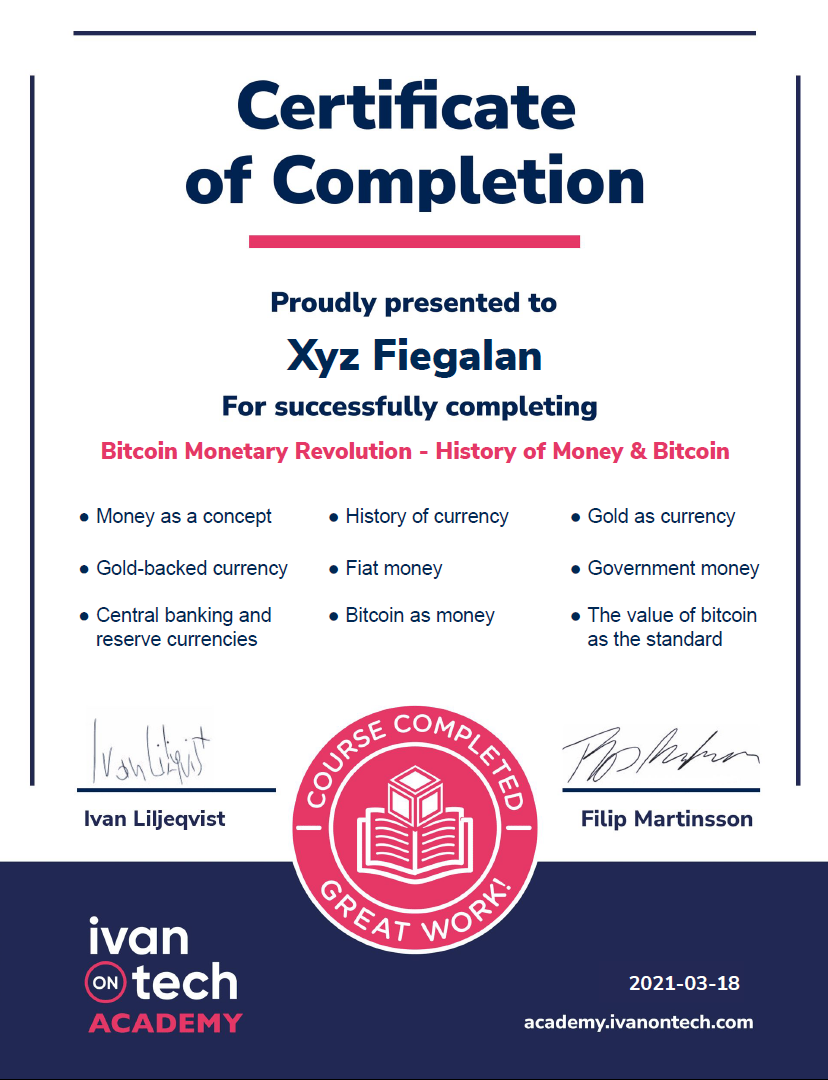 Certificate
of Completion
Proudly presented to
Xyz Fiegalan
For successfully completing
Bitcoin Monetary Revolution - History of Money & Bitcoin
● Money as a concept
● History of currency
● Gold as currency
● Gold-backed currency
● Fiat money
● Government money
● Central banking and
reserve currencies
● Bitcoin as money
● The value of bitcoin
as the standard
Ivan Liljeqvist
Ivan Liljeqvist
COURSE COMPLETED
GREAT WORK!
Filip Martinsson
ivan
ON tech
ACADEMY
2021-03-18
academy.ivanontech.com